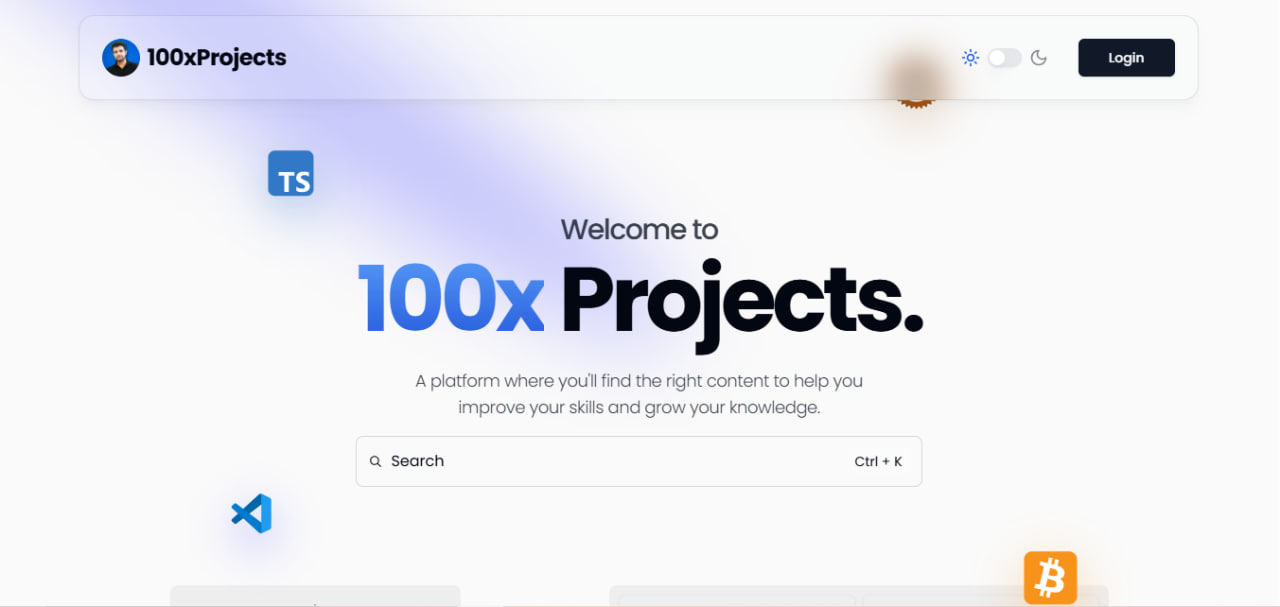 100xProjects
Login
TS
Welcome to
100x Projects.
A platform where you'll find the right content to help you
improve your skills and grow your knowledge.
Search Ctrl + K